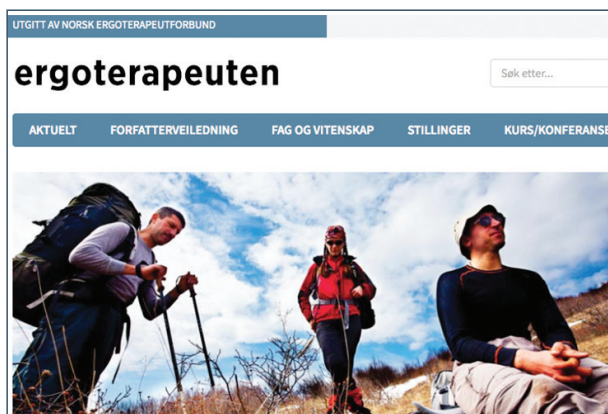 UTGITT AV NORSK ERGOTERAPEUTFORBUND
ergoterapeuten
Søk etter...
AKTUELT FORFATTERVEILEDNING FAG OG VITENSKAP STILLINGER KURS/KONFERANSE